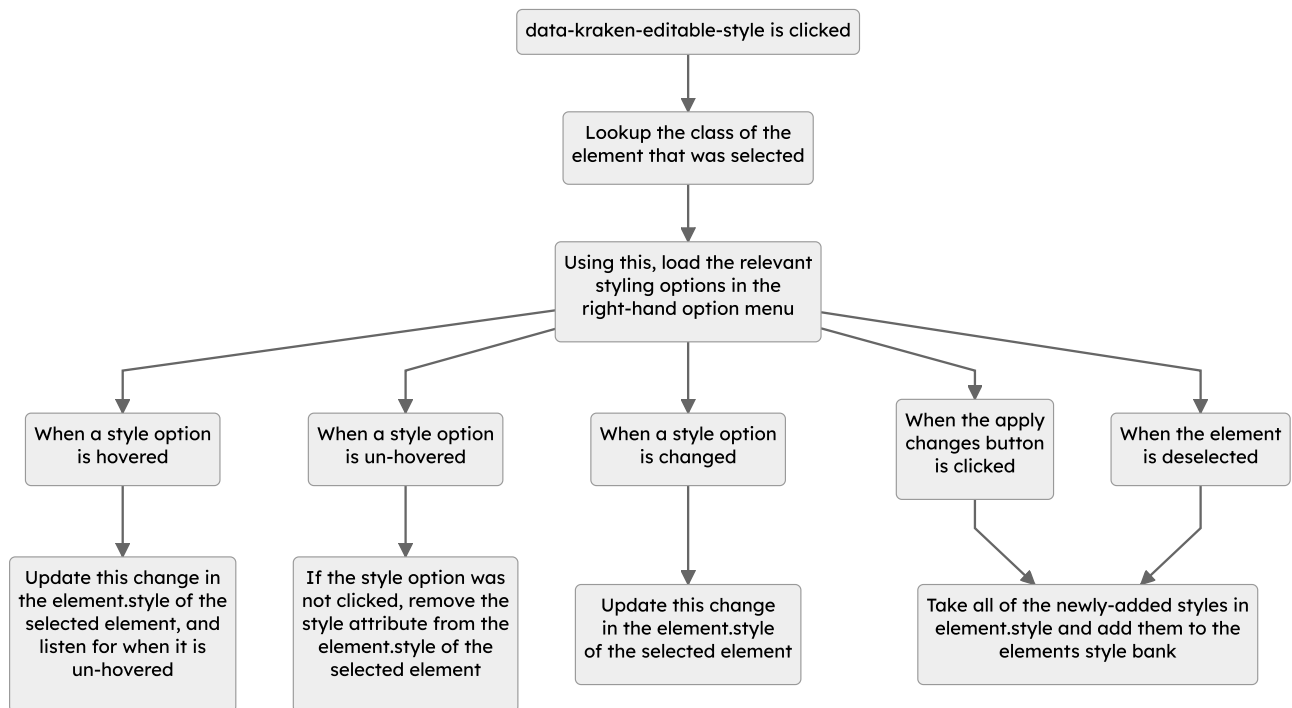 data-kraken-editable-style is clicked
Lookup the class of the
element that was selected
Using this, load the relevant
styling options in the
right-hand option menu
When a style option
is hovered
When a style option
is un-hovered
When a style option
is changed
When the apply
changes button
is clicked
When the element
is deselected
Update this change in
the element.style of the
selected element, and
listen for when it is
un-hovered
If the style option was
not clicked, remove the
style attribute from the
element.style of the
selected element
Update this change
in the element.style
of the selected element
Take all of the newly-added styles in
element.style and add them to the
elements style bank